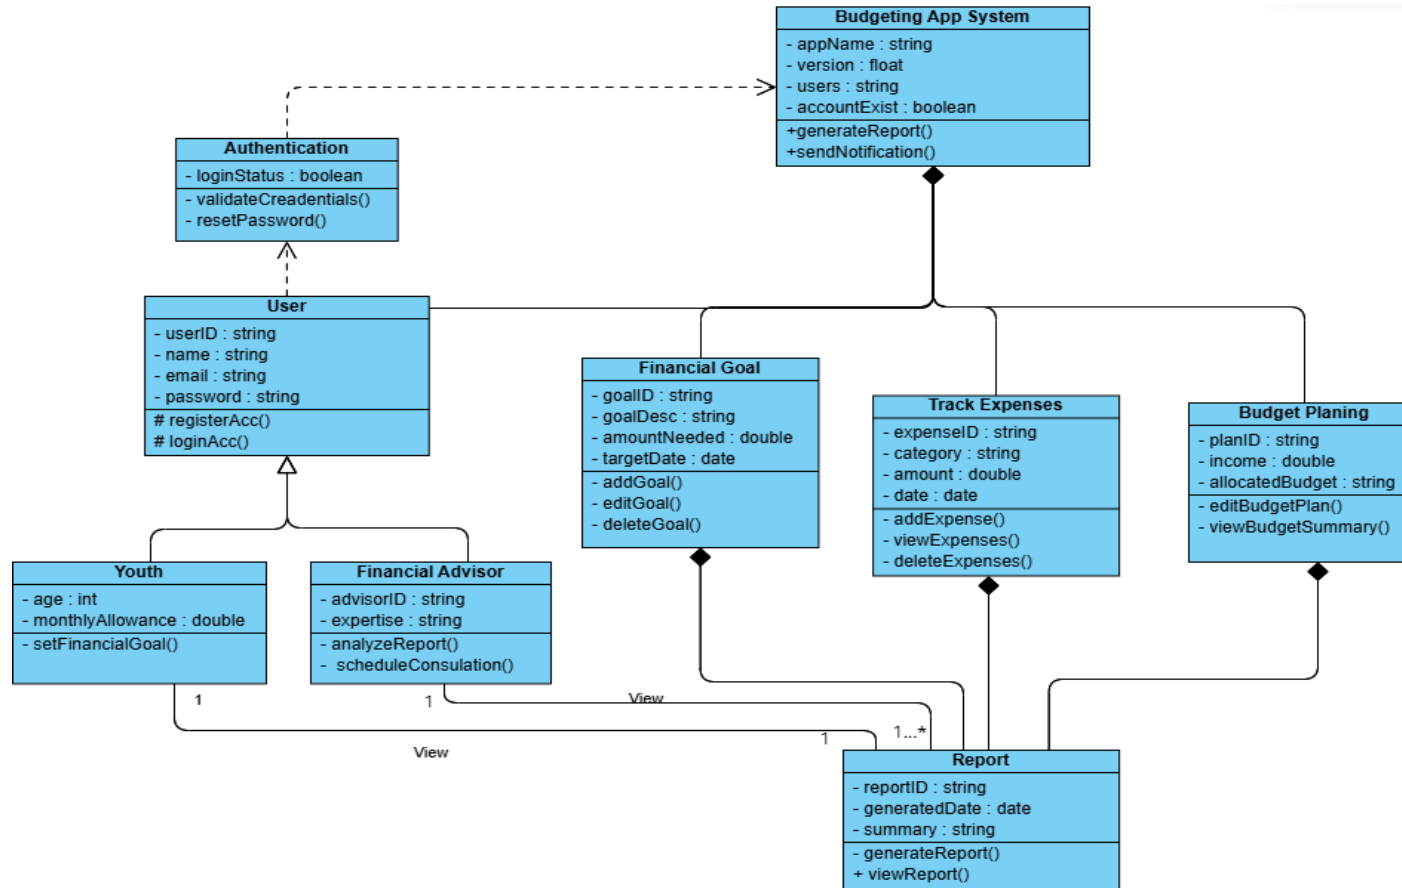 Budgeting App System
- appName : string
- version : float
- users : string
- accountExist : boolean
+generateReport()
+sendNotification()
Authentication
- loginStatus : boolean
- validateCreadentials()
- resetPassword()
User
- userID : string
- name : string
- email : string
- password : string
# registerAcc()
# loginAcc()
Financial Goal
- goalID : string
- goalDesc : string
- amountNeeded : double
- targetDate : date
- addGoal()
- editGoal()
- deleteGoal()
Track Expenses
- expenseID : string
- category : string
- amount : double
- date : date
- addExpense()
- viewExpenses()
- deleteExpenses()
Budget Planing
- planID : string
- income : double
- allocatedBudget : string
- editBudgetPlan()
- viewBudgetSummary()
Youth
- age : int
- monthlyAllowance : double
- setFinancialGoal()
Financial Advisor
- advisorID : string
- expertise : string
- analyzeReport()
- scheduleConsulation()
1
1
View
1
1...*
View
Report
- reportID : string
- generatedDate : date
- summary : string
- generateReport()
+ viewReport()